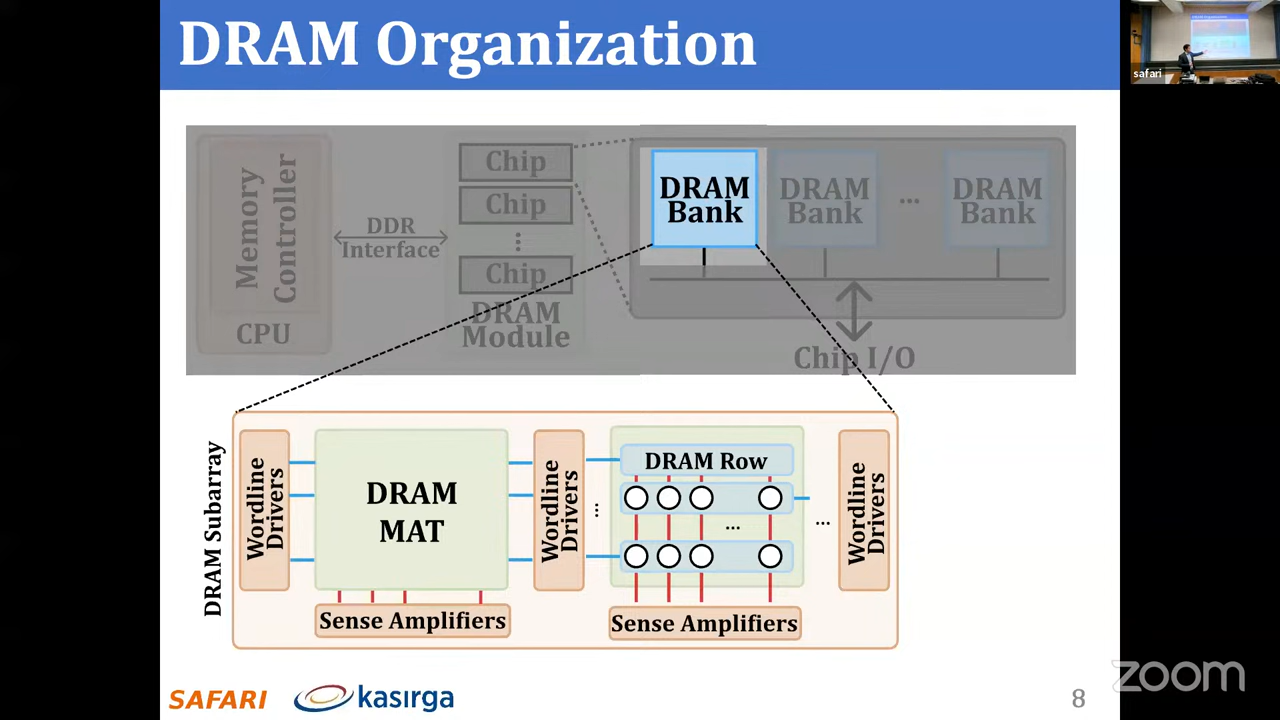 DRAM Organization
safari
Memory
Controller
CPU
DDR
Interface
Chip
Chip
Chip
DRAM
Module
DRAM
Bank
DRAM
Bank
...
DRAM
Bank
Chip I/O
DRAM Subarray
Wordline
Drivers
DRAM
MAT
Sense Amplifiers
Wordline
Drivers
DRAM Row
...
Sense Amplifiers
...
Wordline
Drivers
SAFARI
kasırga
8
zoom